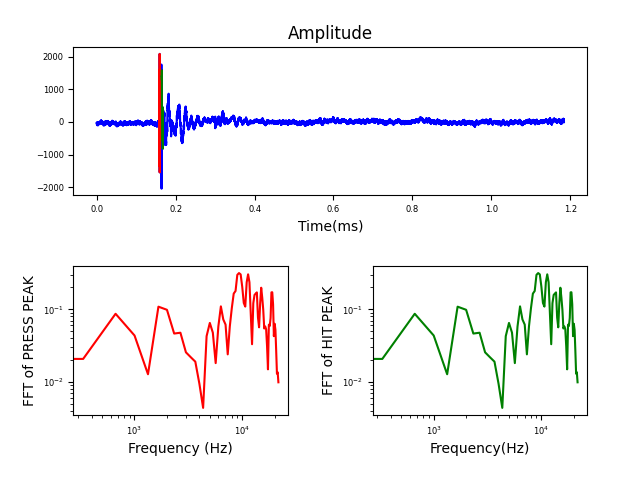 Amplitude
2000
1000
0
−1000
−2000
0.0 0.2 0.4 0.6 0.8 1.0 1.2
Time(ms)
FFT of PRESS PEAK
10⁻¹
10⁻²
10³ 10⁴
Frequency (Hz)
FFT of HIT PEAK
10⁻¹
10⁻²
10³ 10⁴
Frequency(Hz)